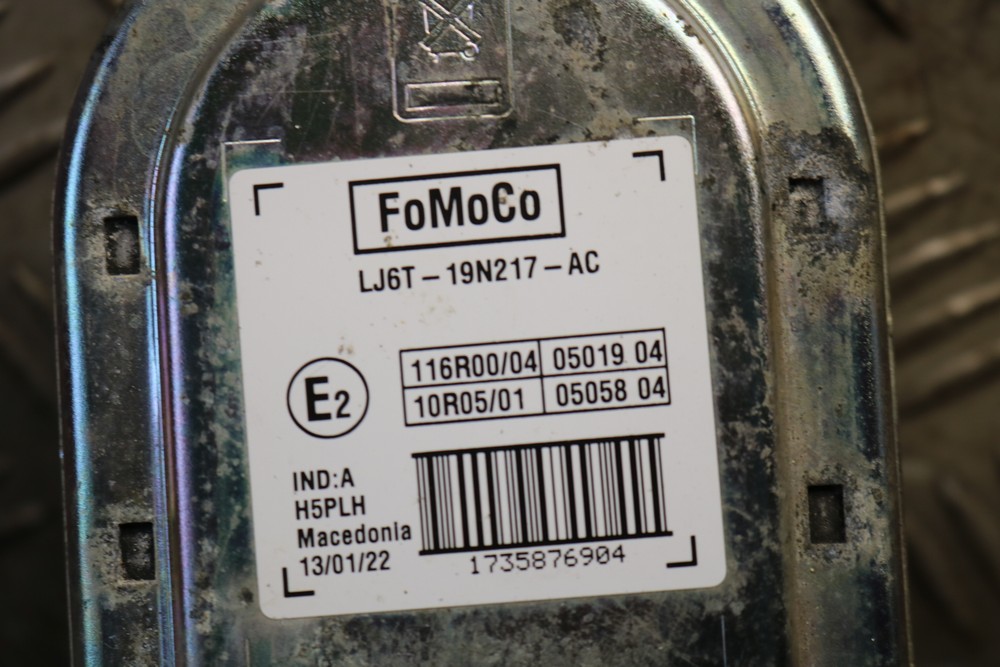 FoMoCo
LJ6T-19N217-AC
E2
116R00/04 05019 04
10R05/01 05058 04
IND:A
H5PLH
Macedonia
13/01/22
1735876904